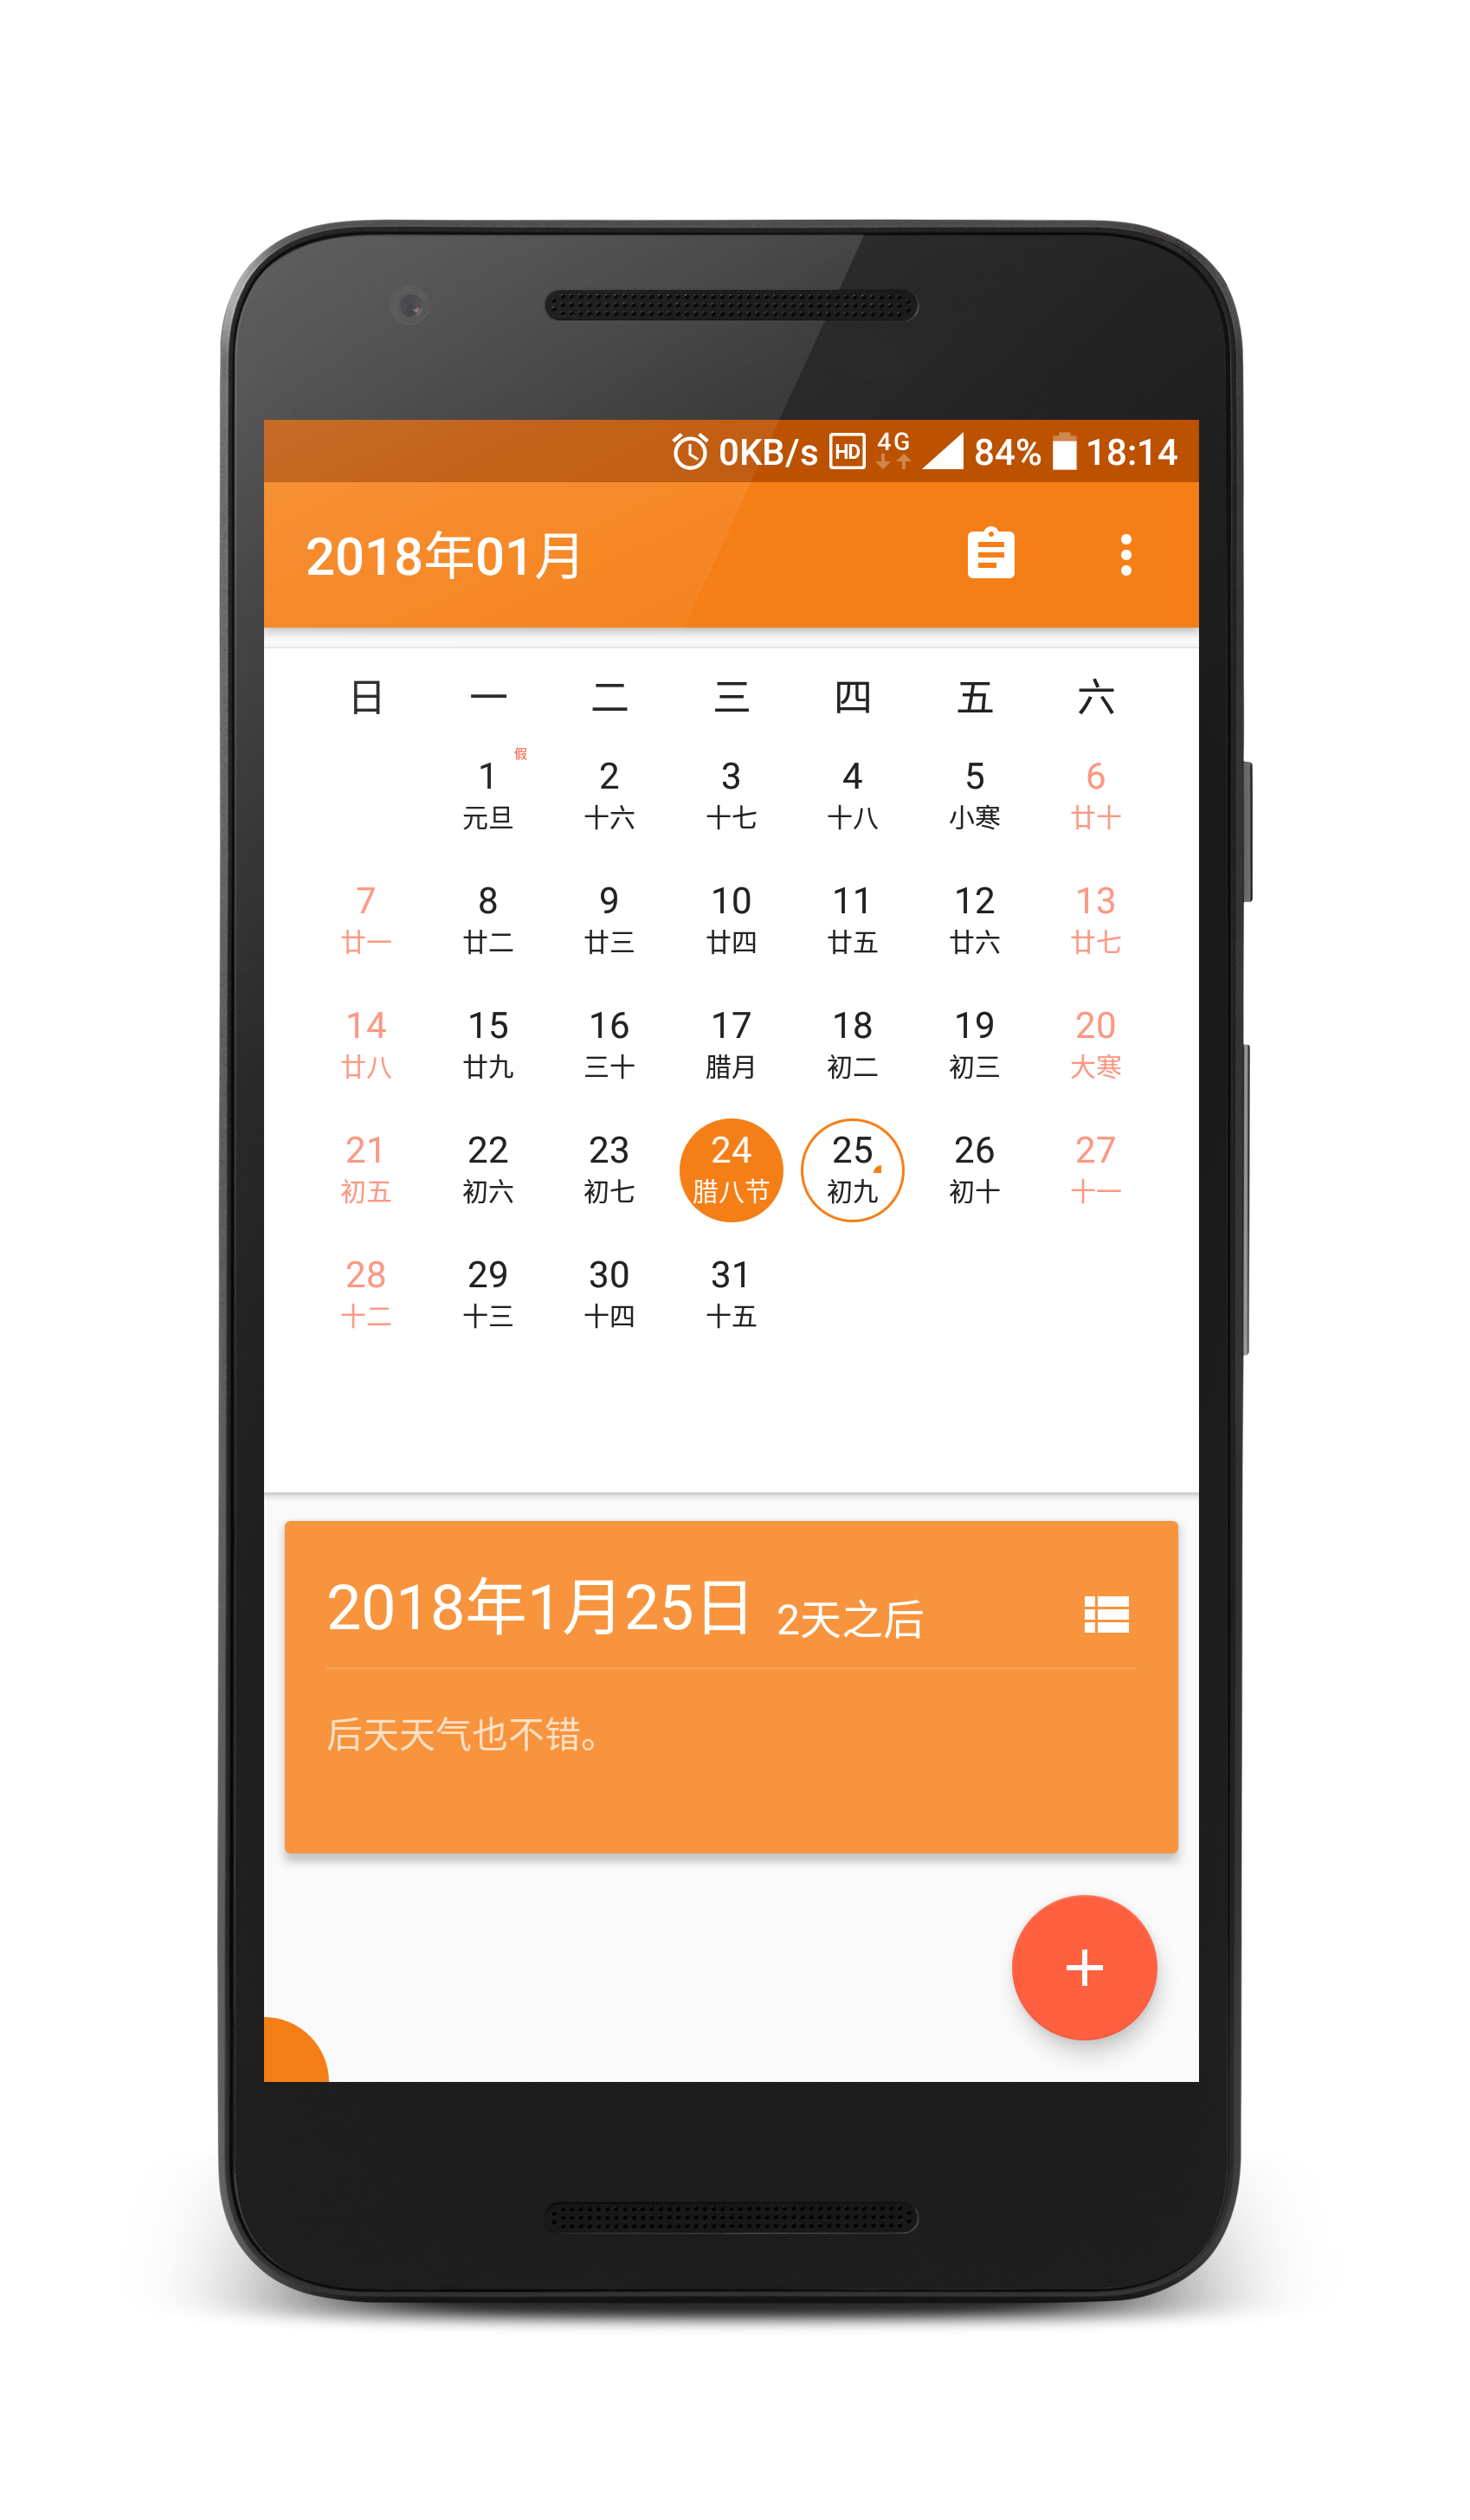 0KB/s HD 4G 84% 18:14
2018年01月
日 一 二 三 四 五 六
假
1 2 3 4 5 6
元旦 十六 十七 十八 小寒 廿十
7 8 9 10 11 12 13
廿一 廿二 廿三 廿四 廿五 廿六 廿七
14 15 16 17 18 19 20
廿八 廿九 三十 腊月 初二 初三 大寒
21 22 23 24 25 26 27
初五 初六 初七 腊八节 初九 初十 十一
28 29 30 31
十二 十三 十四 十五
2018年1月25日 2天之后
后天天气也不错。